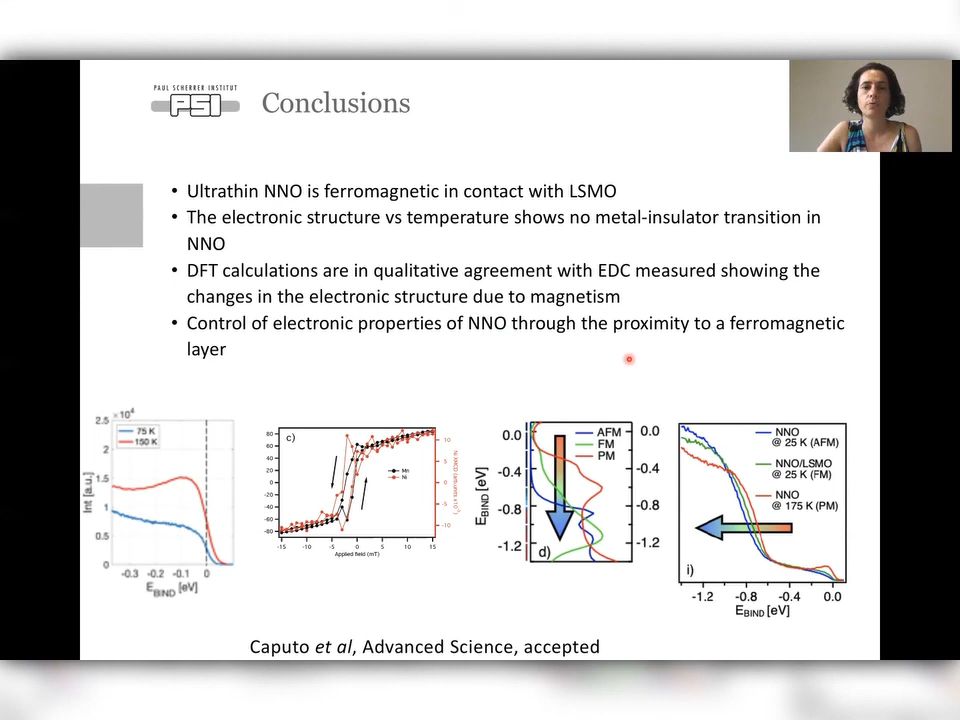 PAUL SCHERRER INSTITUT
PSI
Conclusions
• Ultrathin NNO is ferromagnetic in contact with LSMO
• The electronic structure vs temperature shows no metal-insulator transition in
NNO
• DFT calculations are in qualitative agreement with EDC measured showing the
changes in the electronic structure due to magnetism
• Control of electronic properties of NNO through the proximity to a ferromagnetic
layer
2.5 ×10⁴
2
1.5
1
0.5
0
Int [a.u.]
75 K
150 K
-0.3 -0.2 -0.1 0
E_BIND [eV]
c)
80
60
40
20
0
-20
-40
-60
-80
Mn
Ni
10
5
0
-5
-10
-15 -10 -5 0 5 10 15
Applied field (mT)
0.0
-0.4
-0.8
-1.2
E_BIND [eV]
AFM
FM
PM
d)
0.0
-0.4
-0.8
-1.2
NNO
@ 25 K (AFM)
NNO/LSMO
@ 25 K (FM)
NNO
@ 175 K (PM)
i)
-1.2 -0.8 -0.4 0.0
E_BIND [eV]
Caputo et al, Advanced Science, accepted